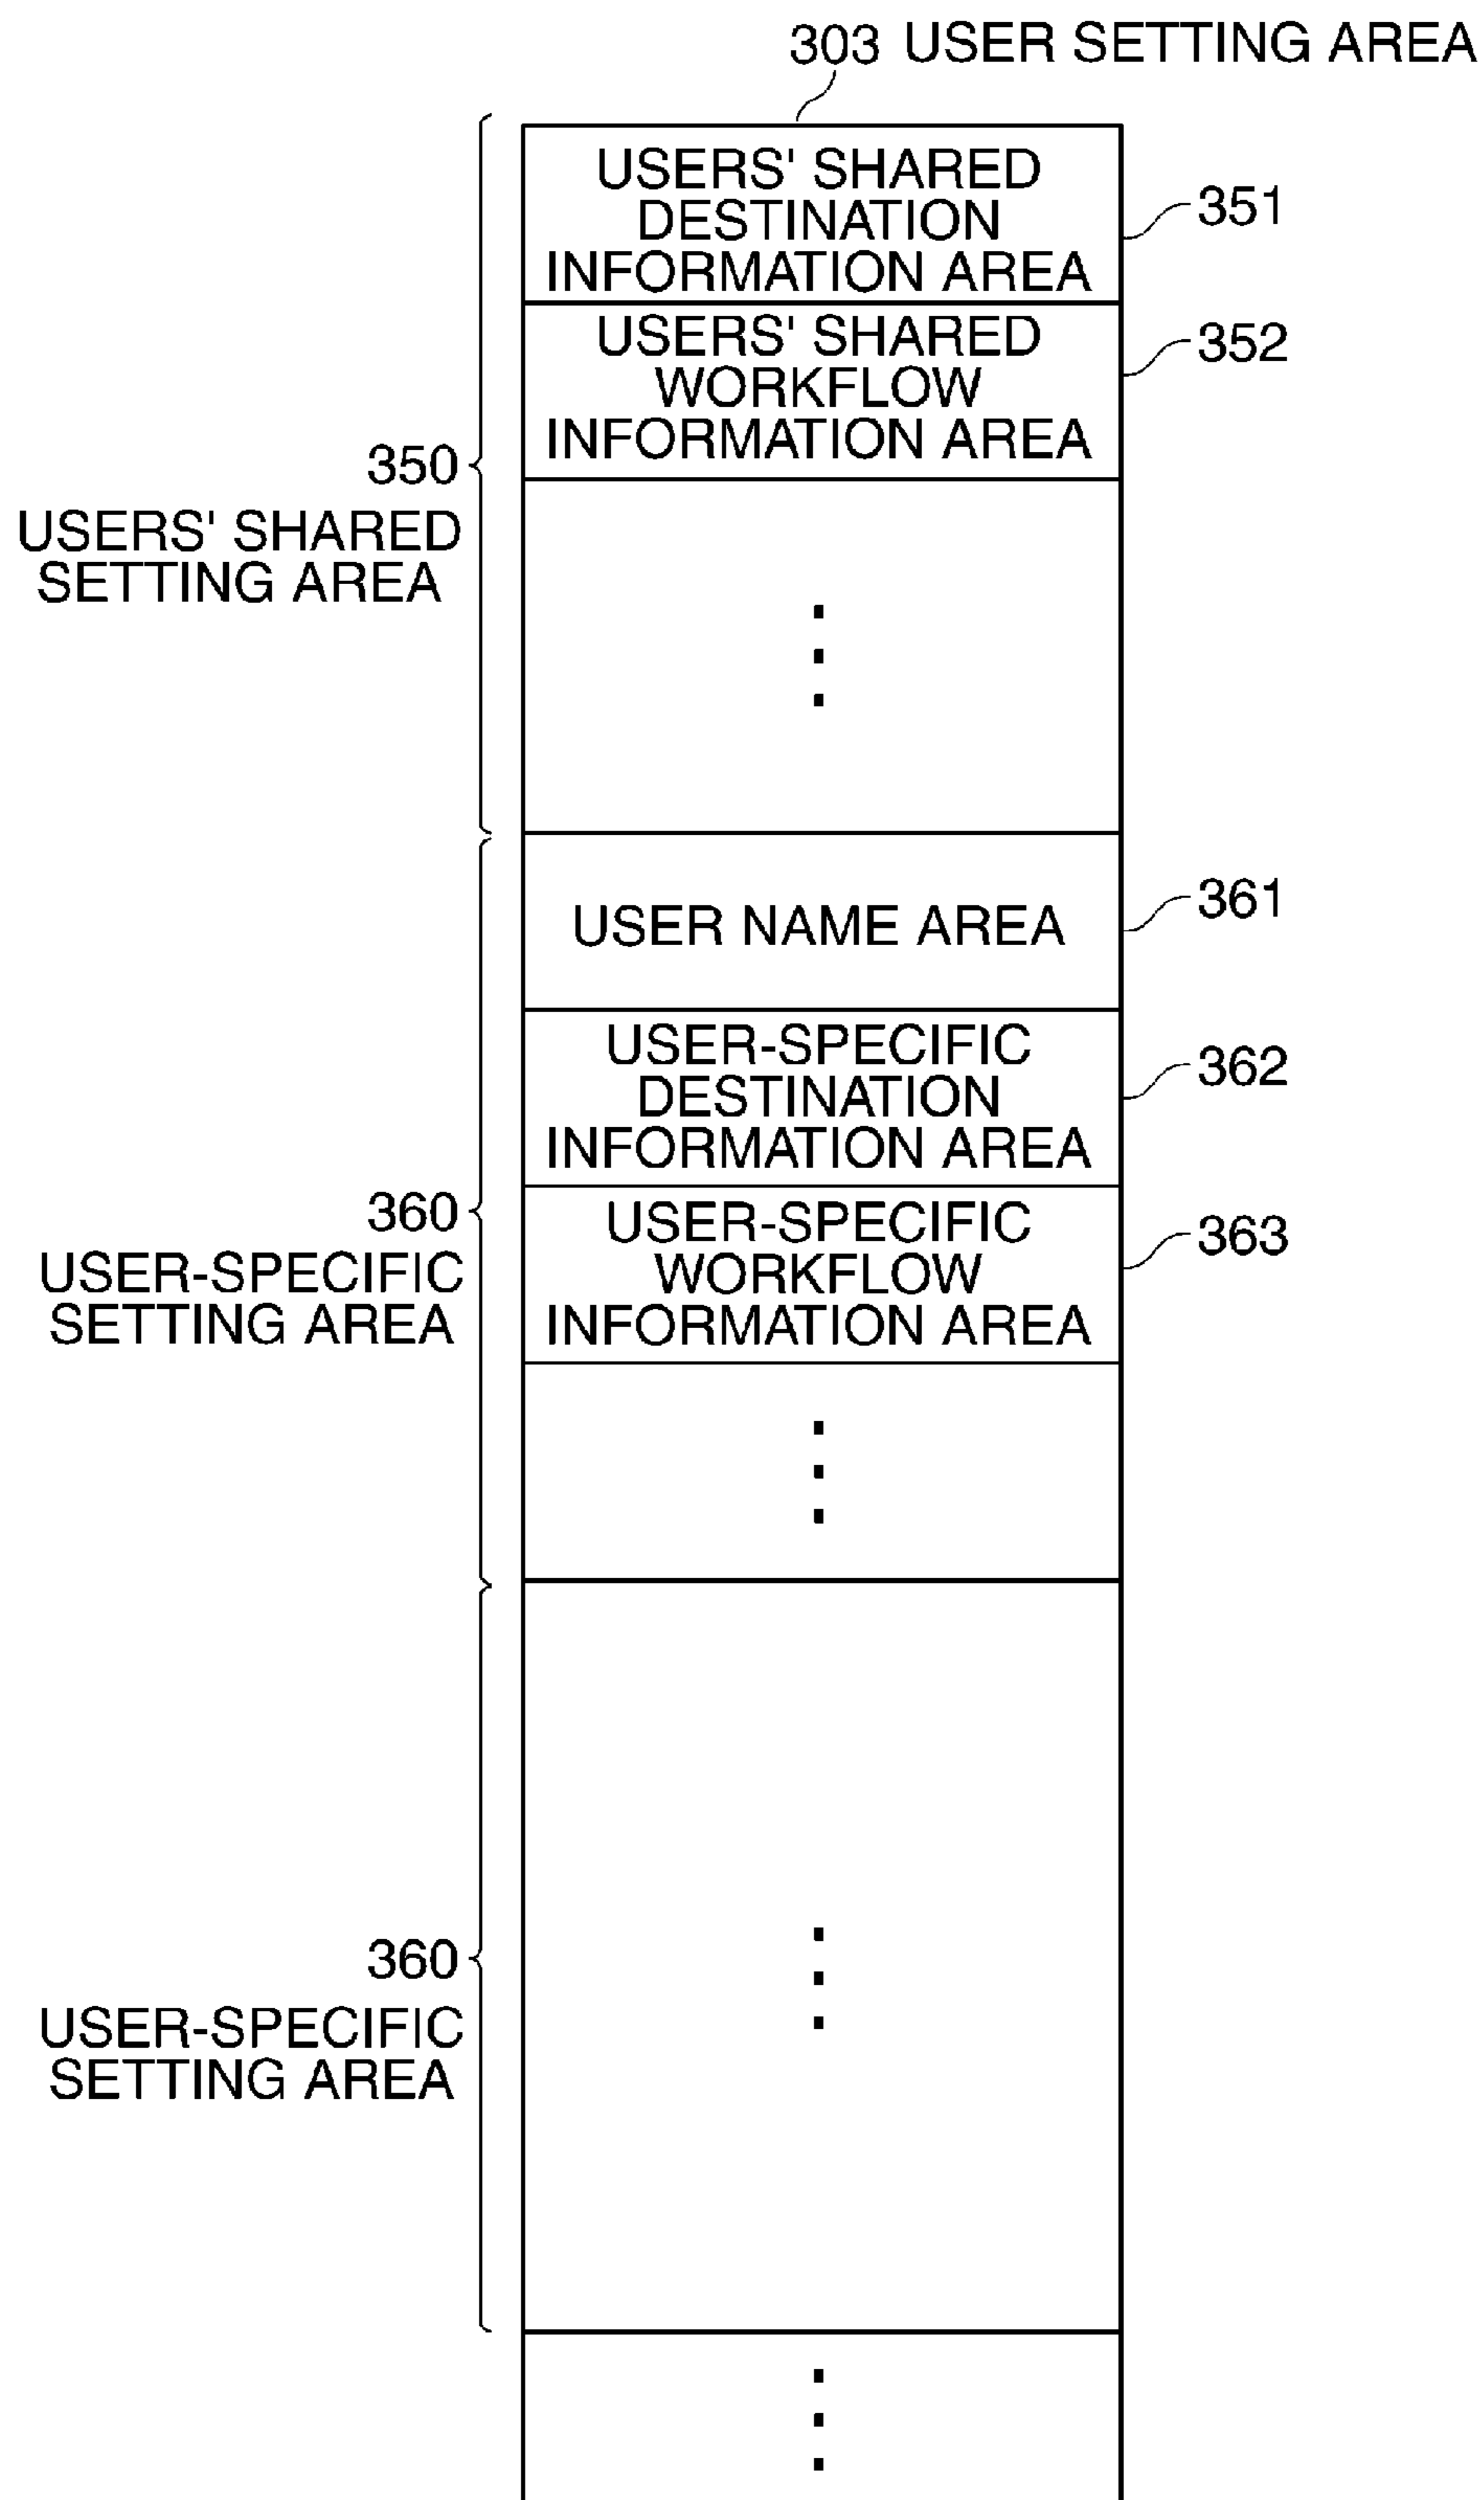 303 USER SETTING AREA
USERS' SHARED
DESTINATION
INFORMATION AREA
351
USERS' SHARED
WORKFLOW
INFORMATION AREA
352
350
USERS' SHARED
SETTING AREA
USER NAME AREA
361
USER-SPECIFIC
DESTINATION
INFORMATION AREA
362
USER-SPECIFIC
WORKFLOW
INFORMATION AREA
363
360
USER-SPECIFIC
SETTING AREA
360
USER-SPECIFIC
SETTING AREA